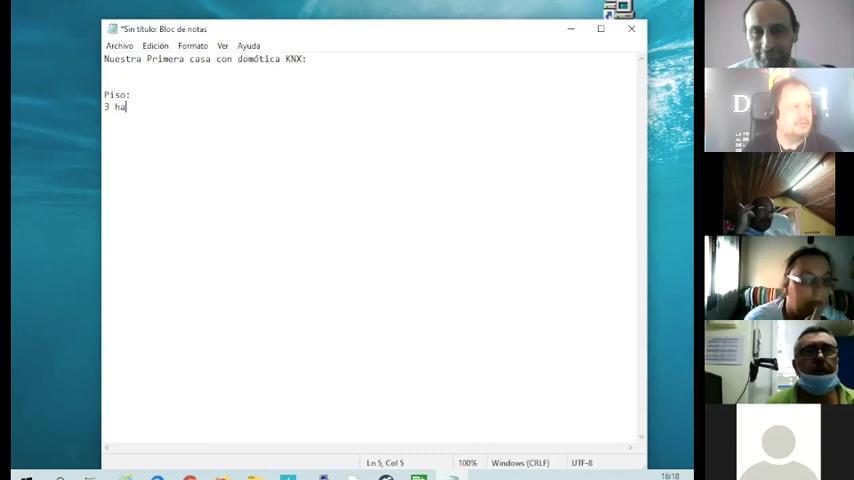 *Sin título: Bloc de notas
Archivo Edición Formato Ver Ayuda
Nuestra Primera casa con domótica KNX:
Piso:
3 ha
Ln 5, Col 5 100% Windows (CRLF) UTF-8
16:18